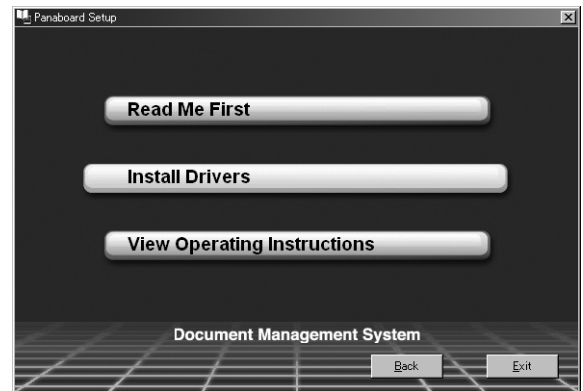 Panaboard Setup
Read Me First
Install Drivers
View Operating Instructions
Document Management System
Back
Exit